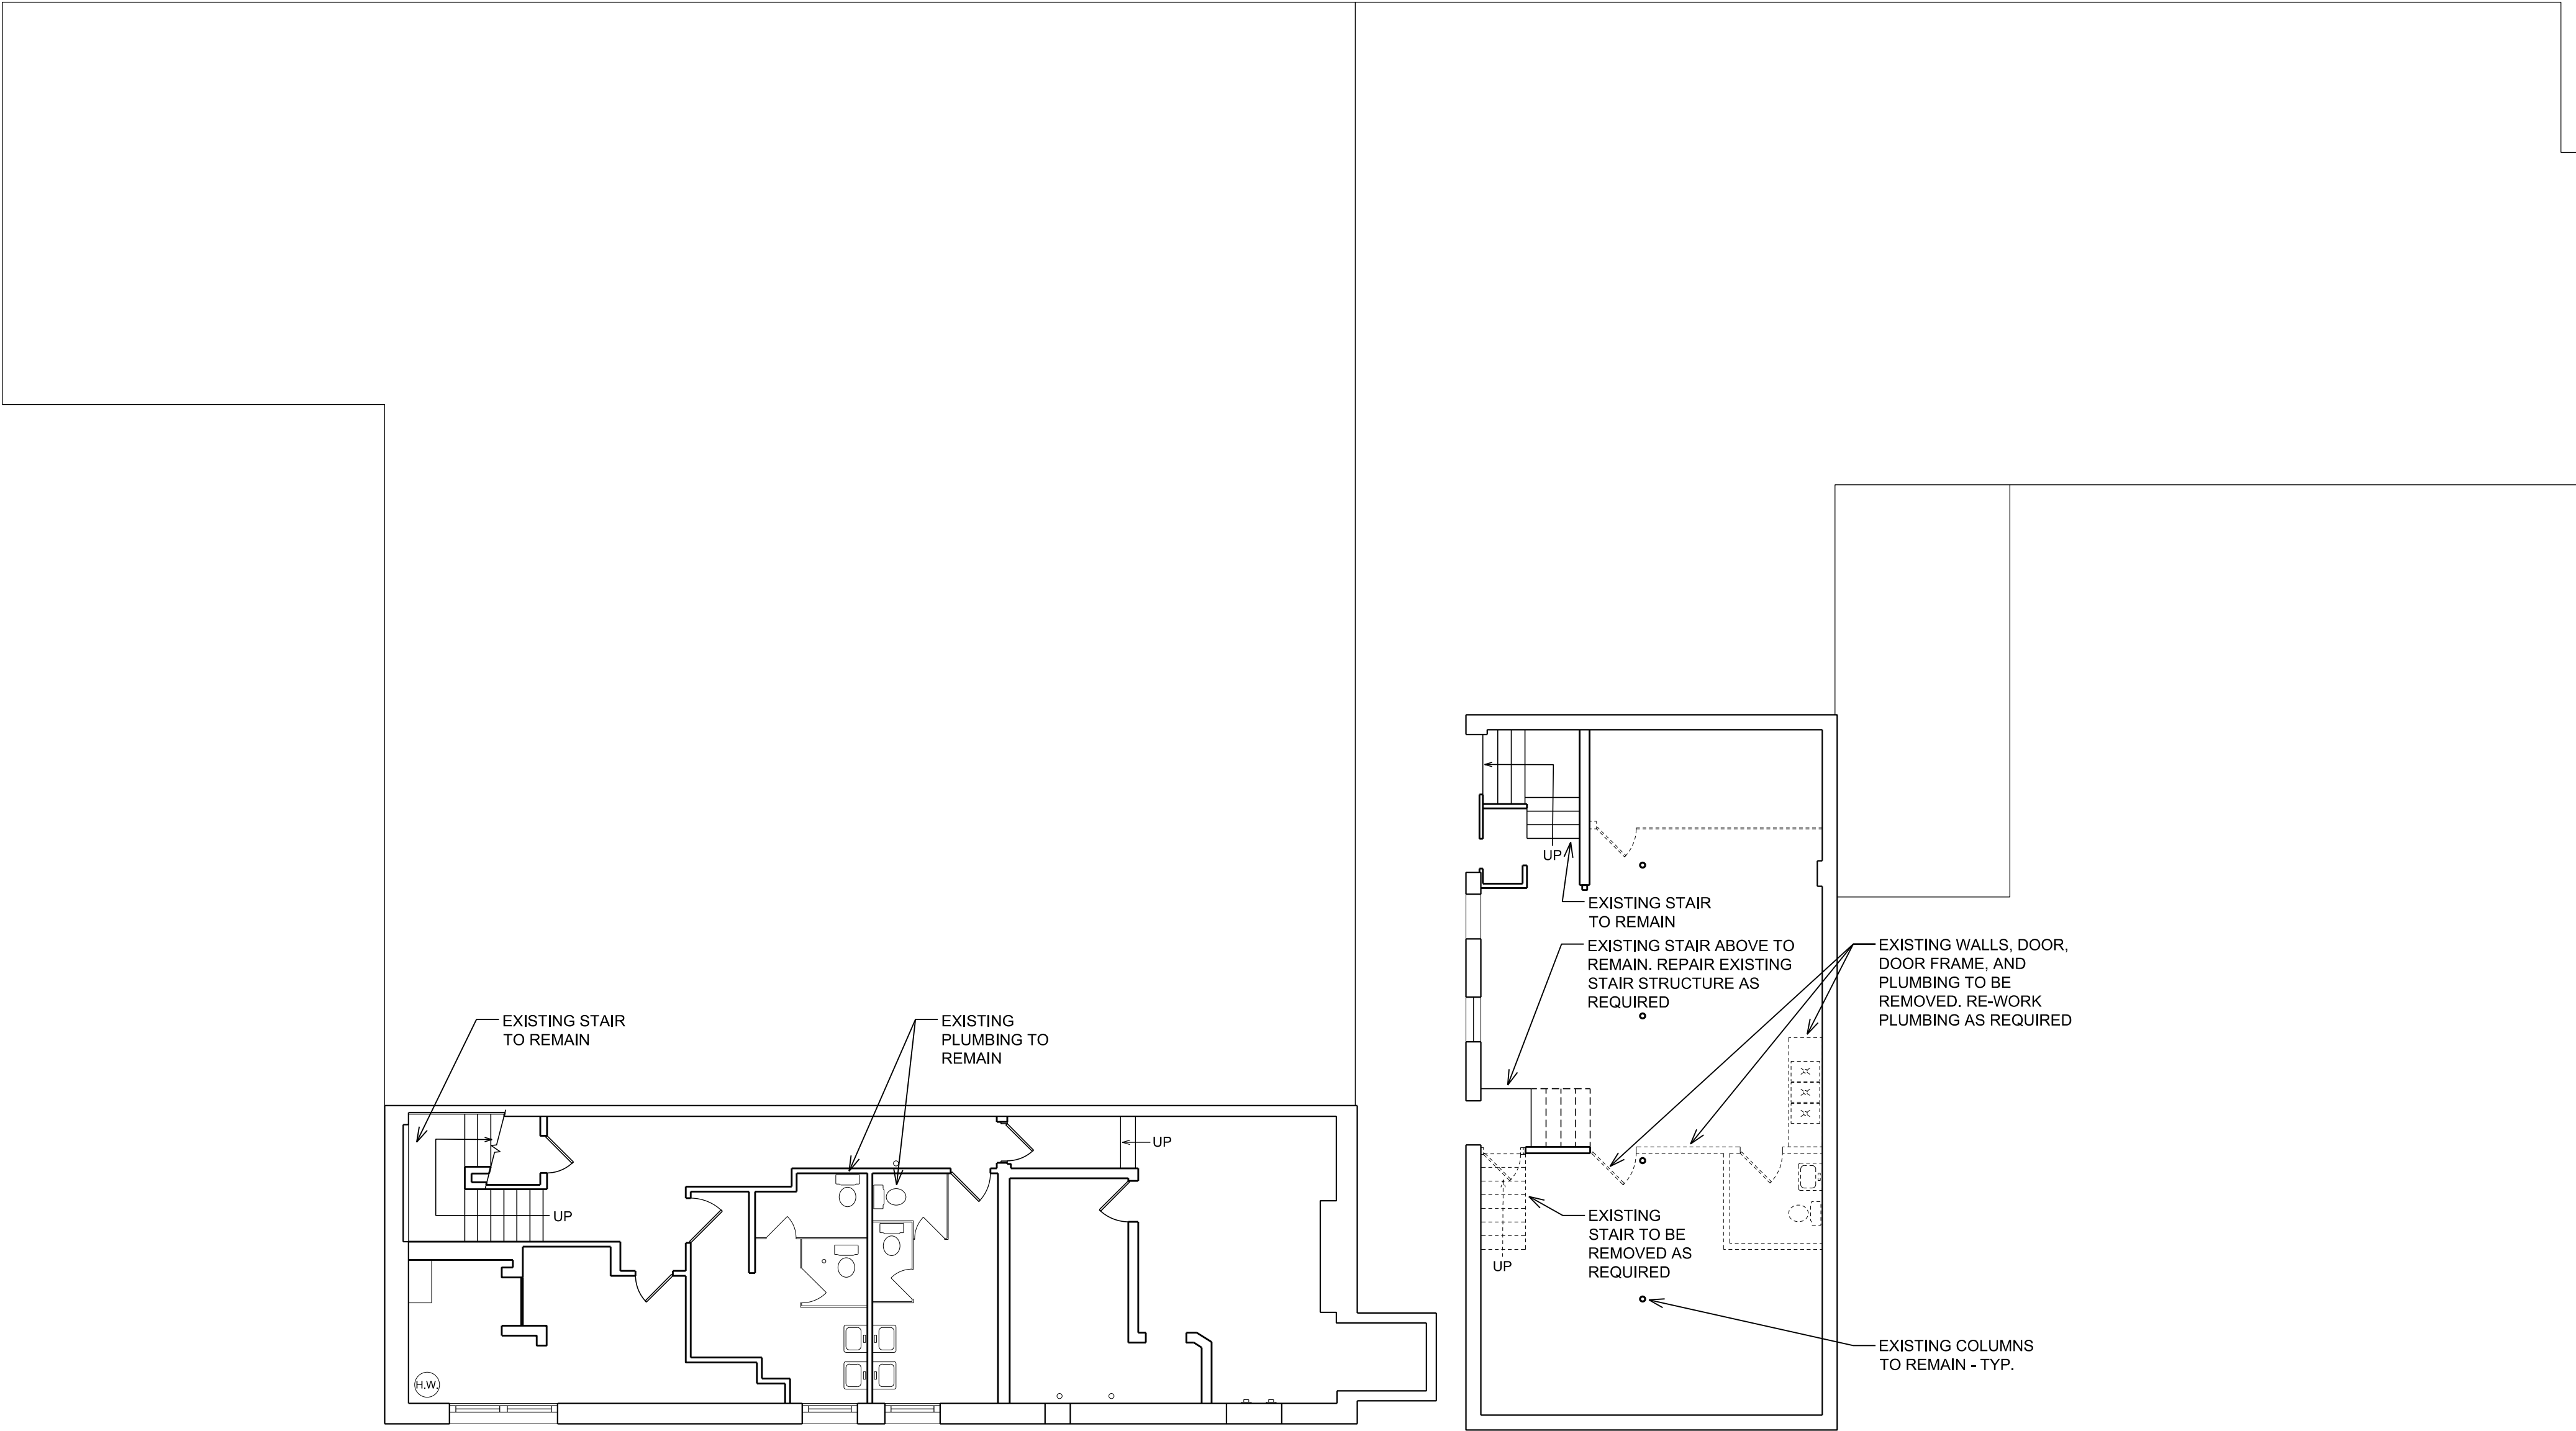 EXISTING STAIR
TO REMAIN
EXISTING
PLUMBING TO
REMAIN
UP
UP
H.W.
UP
EXISTING STAIR
TO REMAIN
EXISTING STAIR ABOVE TO
REMAIN. REPAIR EXISTING
STAIR STRUCTURE AS
REQUIRED
EXISTING WALLS, DOOR,
DOOR FRAME, AND
PLUMBING TO BE
REMOVED. RE-WORK
PLUMBING AS REQUIRED
EXISTING
STAIR TO BE
REMOVED AS
REQUIRED
UP
EXISTING COLUMNS
TO REMAIN - TYP.